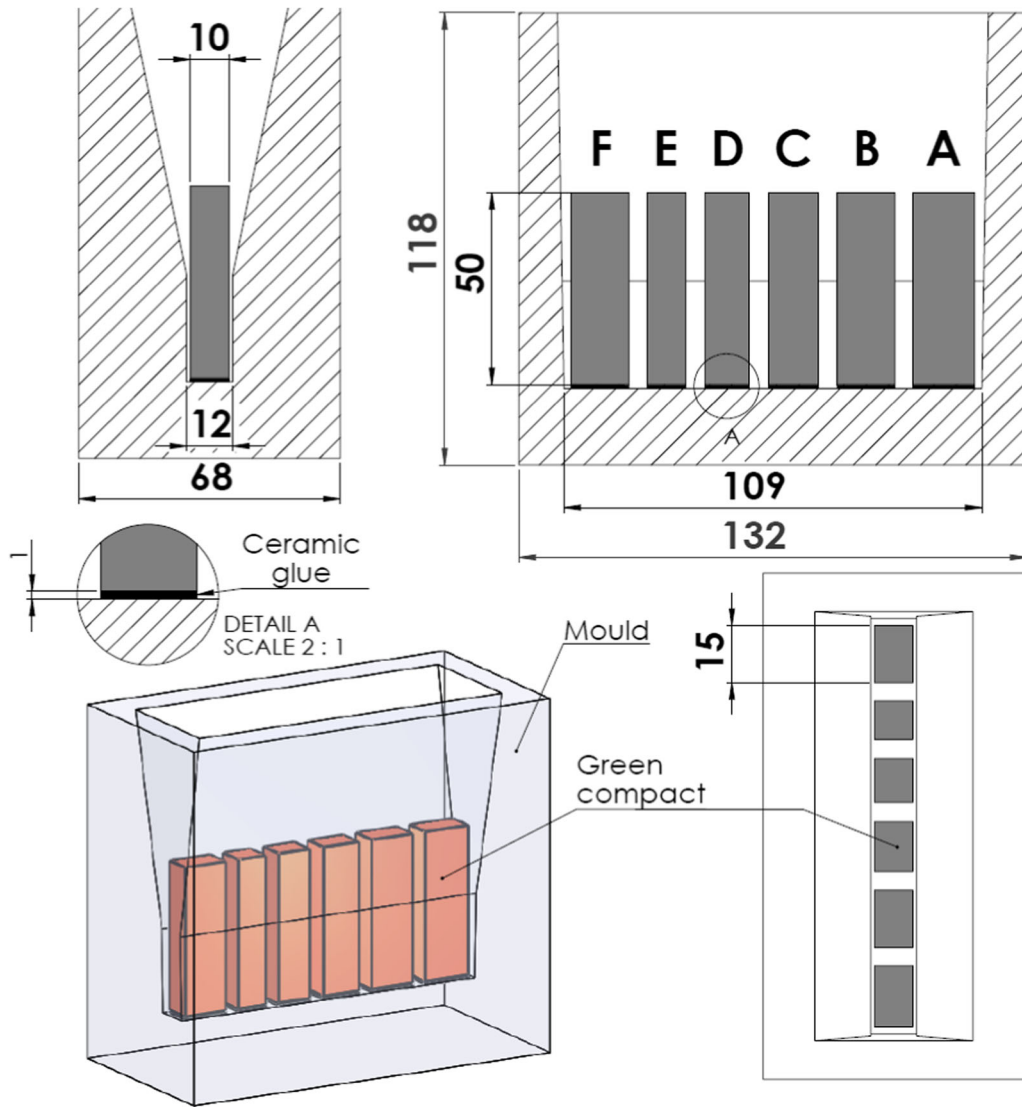 10
12
68
F E D C B A
118
50
A
109
132
1
Ceramic
glue
DETAIL A
SCALE 2 : 1
Mould
15
Green
compact